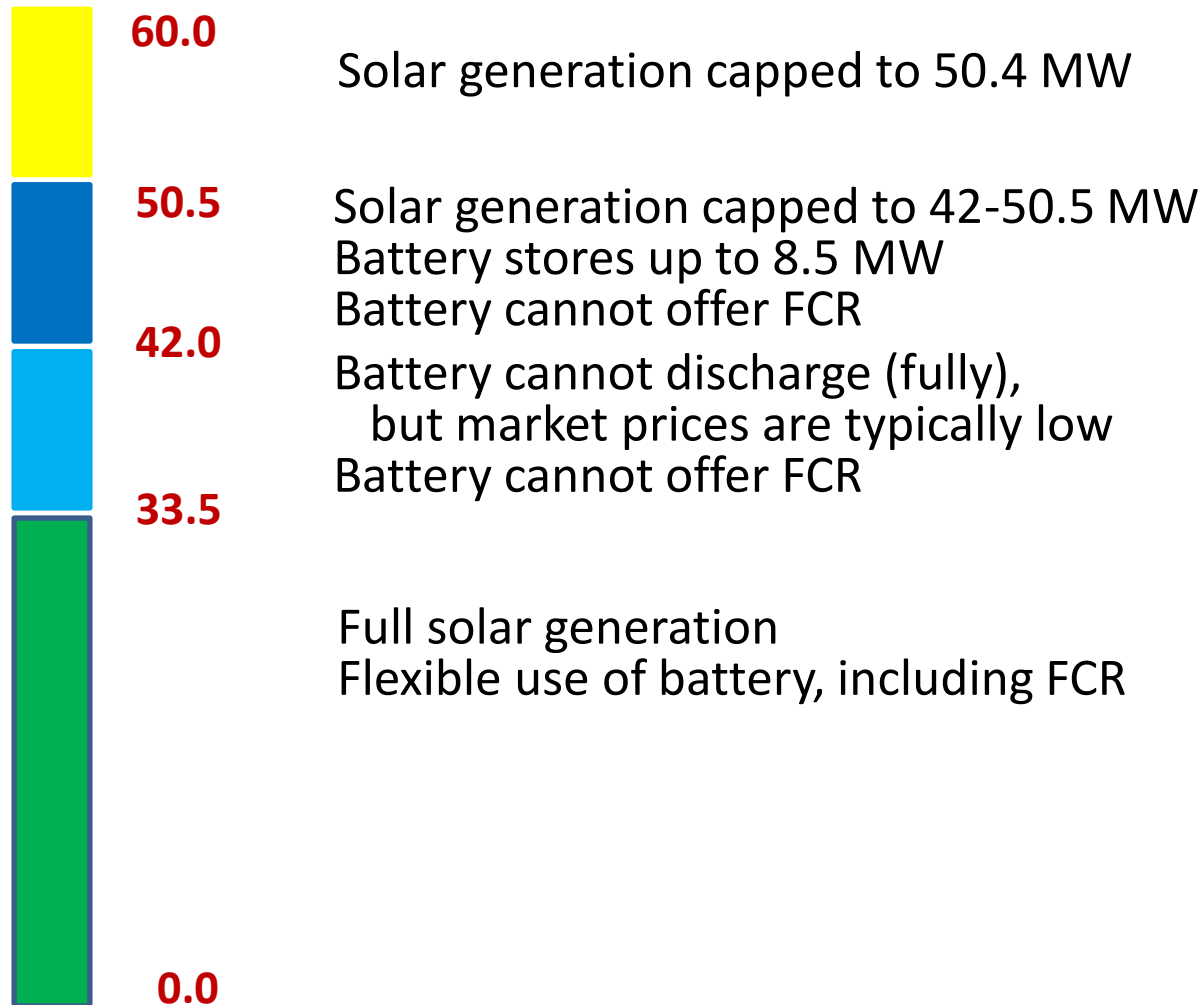 60.0
Solar generation capped to 50.4 MW
50.5
Solar generation capped to 42-50.5 MW
Battery stores up to 8.5 MW
Battery cannot offer FCR
42.0
Battery cannot discharge (fully),
but market prices are typically low
Battery cannot offer FCR
33.5
Full solar generation
Flexible use of battery, including FCR
0.0